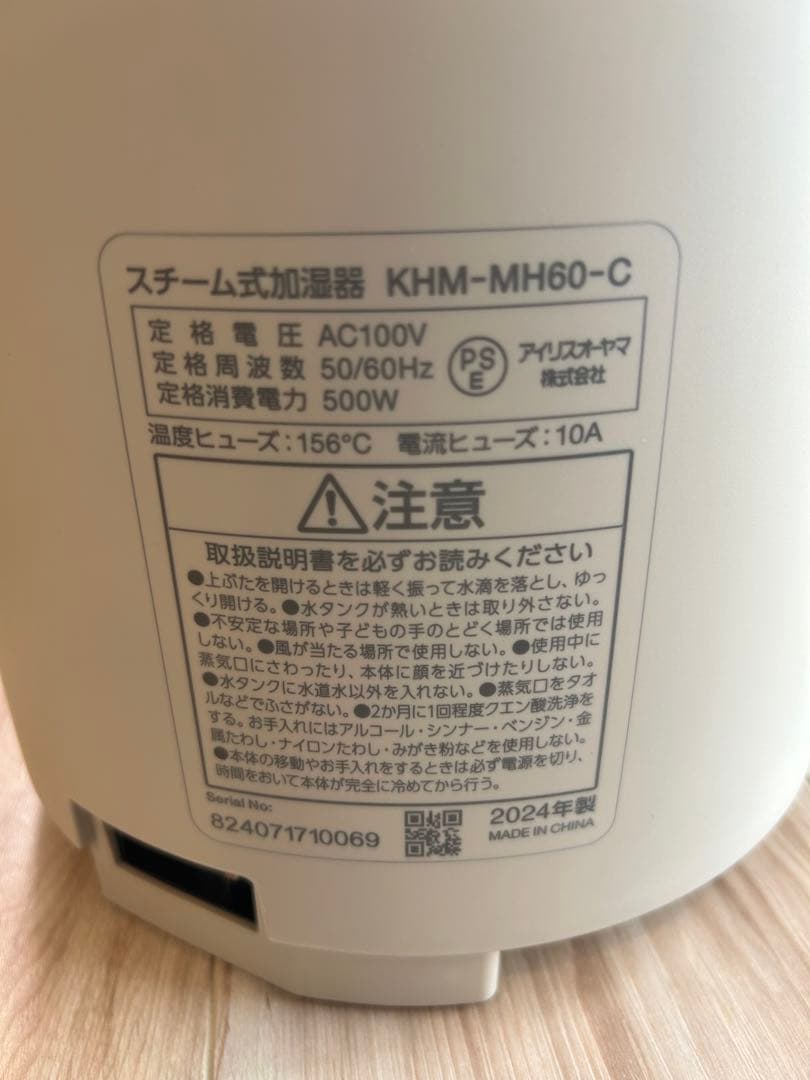 スチーム式加湿器 KHM-MH60-C
定格電圧 AC100V
定格周波数 50/60Hz
定格消費電力 500W
PSE
アイリスオーヤマ
株式会社
温度ヒューズ:156℃ 電流ヒューズ:10A
注意
取扱説明書を必ずお読みください
●上ぶたを開けるときは軽く振って水滴を落とし、ゆっ
くり開ける。●水タンクが熱いときは取り外さない。
●不安定な場所や子どもの手のとどく場所では使用
しない。●風が当たる場所で使用しない。●使用中に
蒸気口にさわったり、本体に顔を近づけたりしない。
●水タンクに水道水以外を入れない。●蒸気口をタオ
ルなどでふさがない。●2か月に1回程度クエン酸洗浄を
する。お手入れにはアルコール・シンナー・ベンジン・金
属たわし・ナイロンたわし・みがき粉などを使用しない。
●本体の移動やお手入れをするときは必ず電源を切り、
時間をおいて本体が完全に冷めてから行う。
Serial No:
824071710069
2024年製
MADE IN CHINA